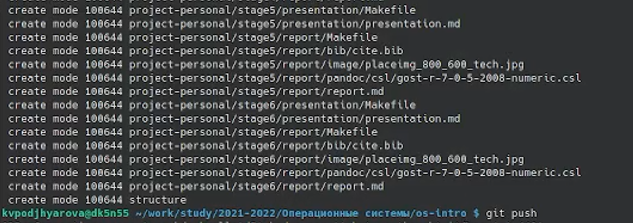 create mode 100644 project-personal/stage5/presentation/Makefile
create mode 100644 project-personal/stage5/presentation/presentation.md
create mode 100644 project-personal/stage5/report/Makefile
create mode 100644 project-personal/stage5/report/bib/cite.bib
create mode 100644 project-personal/stage5/report/image/placeimg_800_600_tech.jpg
create mode 100644 project-personal/stage5/report/pandoc/csl/gost-r-7-0-5-2008-numeric.csl
create mode 100644 project-personal/stage5/report/report.md
create mode 100644 project-personal/stage6/presentation/Makefile
create mode 100644 project-personal/stage6/presentation/presentation.md
create mode 100644 project-personal/stage6/report/Makefile
create mode 100644 project-personal/stage6/report/bib/cite.bib
create mode 100644 project-personal/stage6/report/image/placeimg_800_600_tech.jpg
create mode 100644 project-personal/stage6/report/pandoc/csl/gost-r-7-0-5-2008-numeric.csl
create mode 100644 project-personal/stage6/report/report.md
create mode 100644 structure
kvpodjhyarova@dk5n55 ~/work/study/2021-2022/Операционные системы/os-intro $ git push